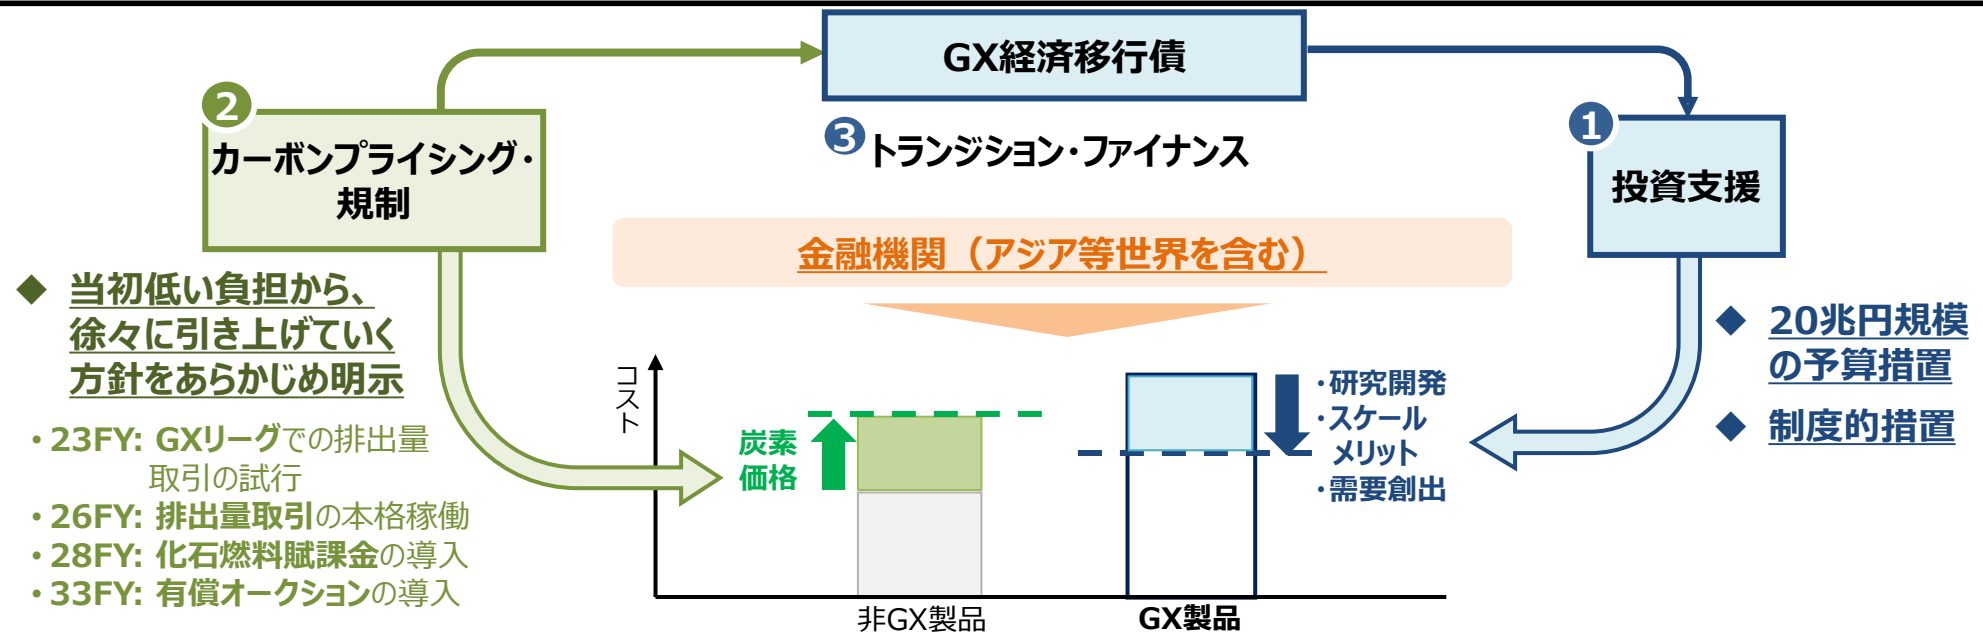 GX経済移行債
❸トランジション・ファイナンス
❷
カーボンプライシング・
規制
❶
投資支援
金融機関（アジア等世界を含む）
◆ 当初低い負担から、
徐々に引き上げていく
方針をあらかじめ明示
・23FY: GXリーグでの排出量
取引の試行
・26FY: 排出量取引の本格稼働
・28FY: 化石燃料賦課金の導入
・33FY: 有償オークションの導入
コスト
炭素
価格
非GX製品
GX製品
・研究開発
・スケール
メリット
・需要創出
◆ 20兆円規模
の予算措置
◆ 制度的措置